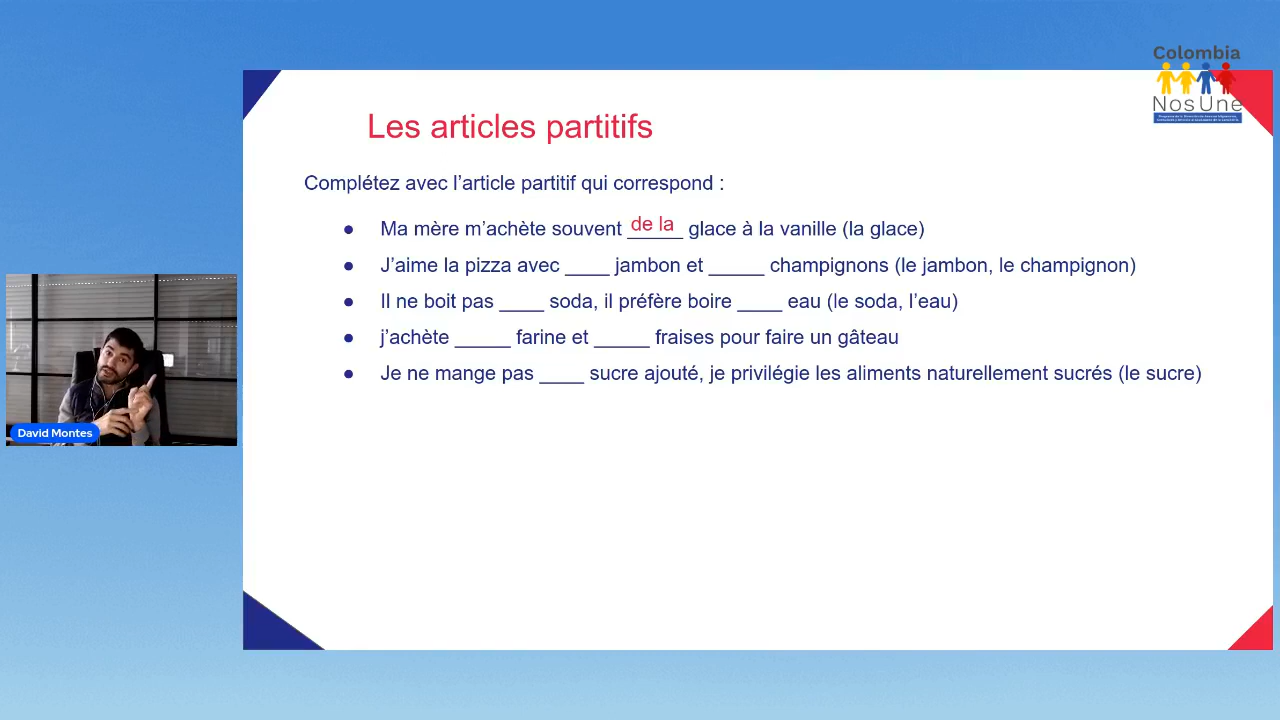 Colombia
NosUne
Les articles partitifs
Complétez avec l’article partitif qui correspond :
● Ma mère m’achète souvent de la glace à la vanille (la glace)
● J’aime la pizza avec ____ jambon et _____ champignons (le jambon, le champignon)
● Il ne boit pas ____ soda, il préfère boire ____ eau (le soda, l’eau)
● j’achète _____ farine et _____ fraises pour faire un gâteau
● Je ne mange pas ____ sucre ajouté, je privilégie les aliments naturellement sucrés (le sucre)
David Montes